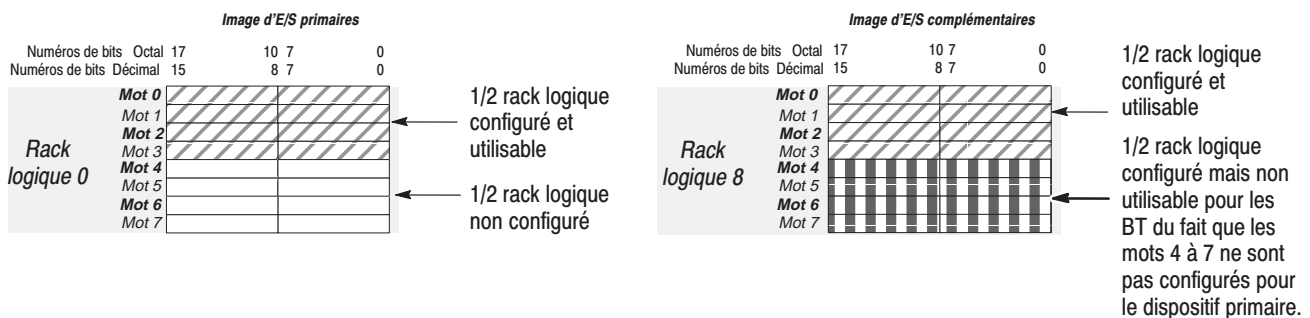 Image d'E/S primaires
Numéros de bits Octal 17 10 7 0
Numéros de bits Décimal 15 8 7 0
Rack
logique 0
Mot 0
Mot 1
Mot 2
Mot 3
Mot 4
Mot 5
Mot 6
Mot 7
1/2 rack logique
configuré et
utilisable
1/2 rack logique
non configuré
Image d'E/S complémentaires
Numéros de bits Octal 17 10 7 0
Numéros de bits Décimal 15 8 7 0
Rack
logique 8
Mot 0
Mot 1
Mot 2
Mot 3
Mot 4
Mot 5
Mot 6
Mot 7
1/2 rack logique
configuré et
utilisable
1/2 rack logique
configuré mais non
utilisable pour les
BT du fait que les
mots 4 à 7 ne sont
pas configurés pour
le dispositif primaire.